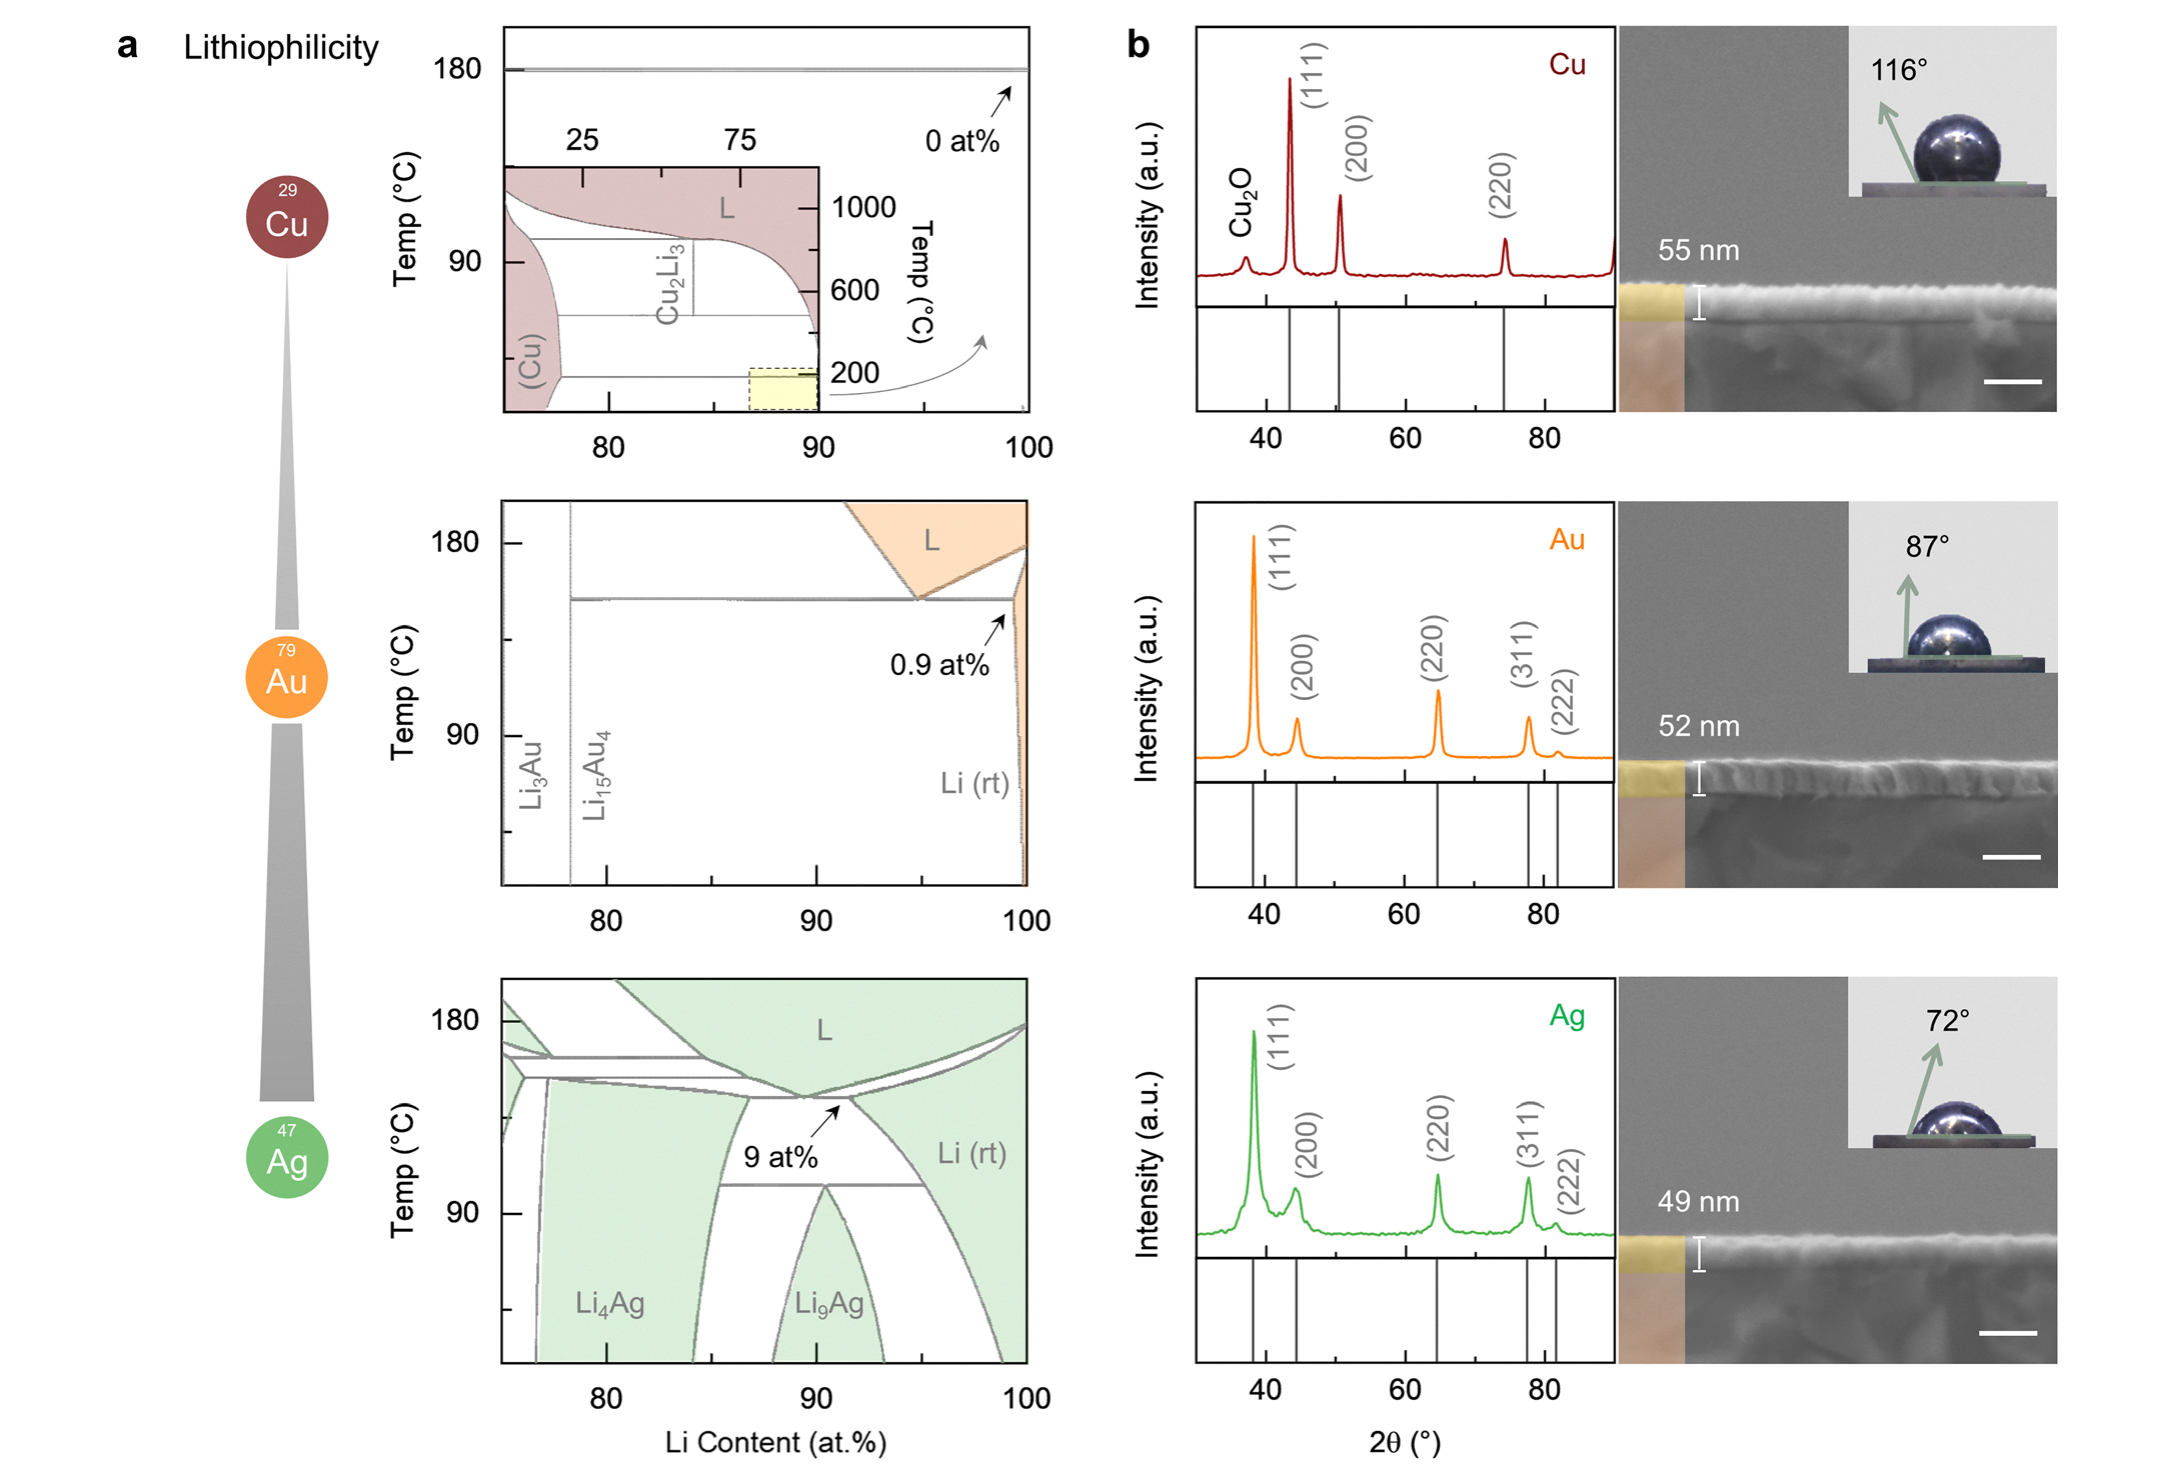 a Lithiophilicity
29
Cu
79
Au
47
Ag
180
90
Temp (°C)
0 at%
25 75
L
Cu₂Li₃
(Cu)
1000
600
200
Temp (°C)
80 90 100
180
90
Temp (°C)
L
0.9 at%
Li₃Au
Li₁₅Au₄
Li (rt)
80 90 100
180
90
Temp (°C)
L
9 at%
Li (rt)
Li₄Ag
Li₉Ag
80 90 100
Li Content (at.%)
b
Intensity (a.u.)
Cu
Cu₂O
(111)
(200)
(220)
40 60 80
116°
55 nm
Intensity (a.u.)
Au
(111)
(200)
(220)
(311)
(222)
40 60 80
87°
52 nm
Intensity (a.u.)
Ag
(111)
(200)
(220)
(311)
(222)
40 60 80
2θ (°)
72°
49 nm